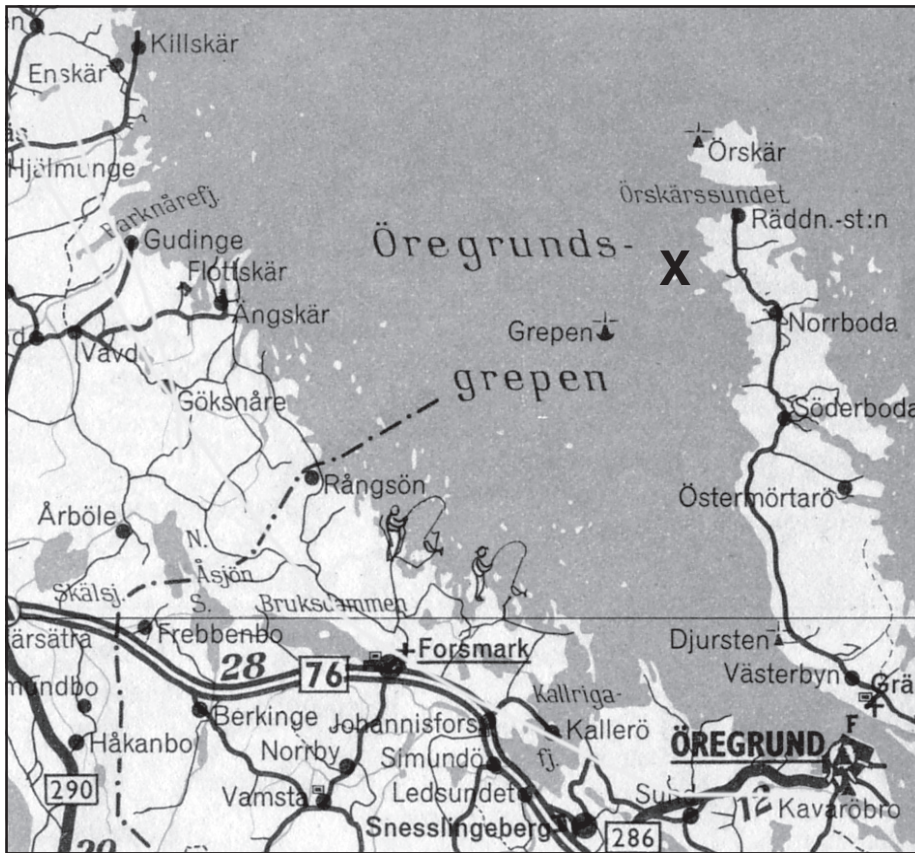 Killskär
Enskär
Hjälmunge
Örskär
Örskärssundet
Räddn.-st:n
Barknårefj.
Gudinge
Öregrunds-
X
Flottskär
Ängskär
Norrboda
Grepen
Vavd
grepen
Göksnåre
Söderboda
Rångsön
Östermörtarö
Årböle
N.
Åsjön
Skälsj.
S.
Bruksdammen
Frebbenbo
Djursten
Forsmark
28
76
Västerbyn
Grä
Kallriga-
Berkinge
Johannisfors
Kallerö
F
Håkanbo
Norrby
Simundö
fj.
ÖREGRUND
290
Vamsta
Ledsundet
12
Kavaröbro
Snesslingeberg
286